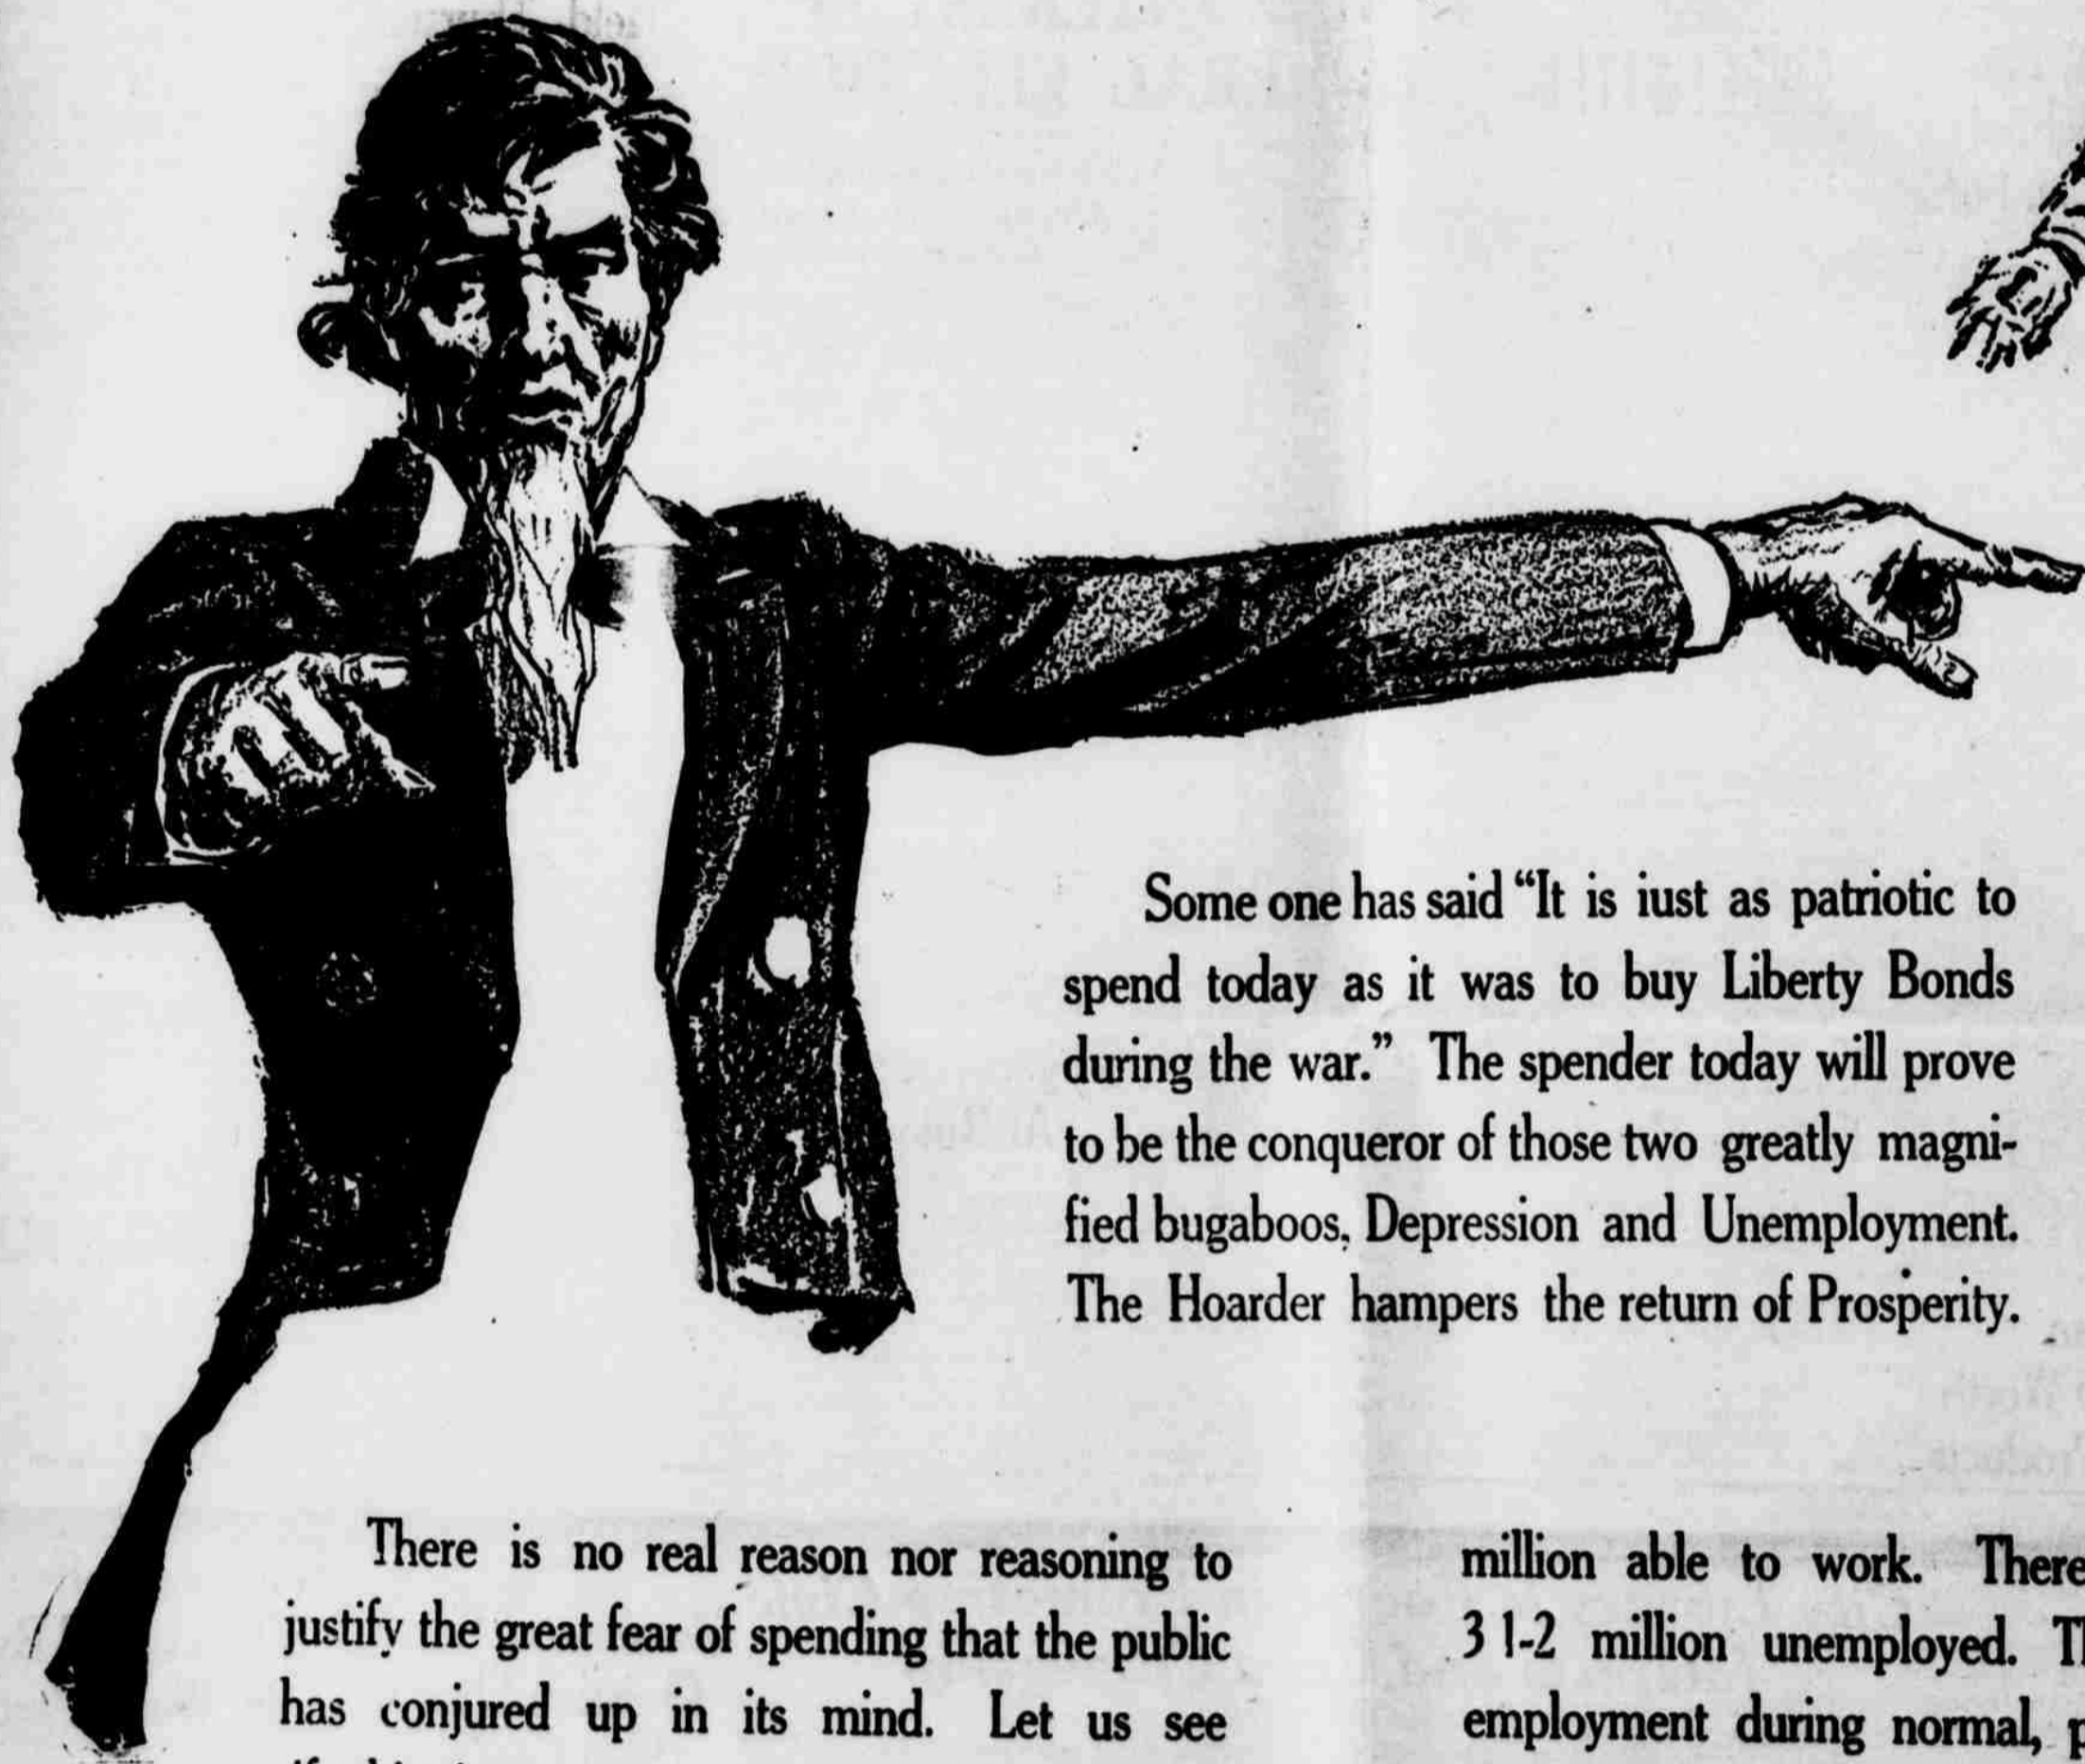 Some one has said “It is iust as patriotic to
spend today as it was to buy Liberty Bonds
during the war.” The spender today will prove
to be the conqueror of those two greatly magni-
fied bugaboos, Depression and Unemployment.
The Hoarder hampers the return of Prosperity.
There is no real reason nor reasoning to
justify the great fear of spending that the public
has conjured up in its mind. Let us see
million able to work. There
3 1-2 million unemployed.
employment during normal,